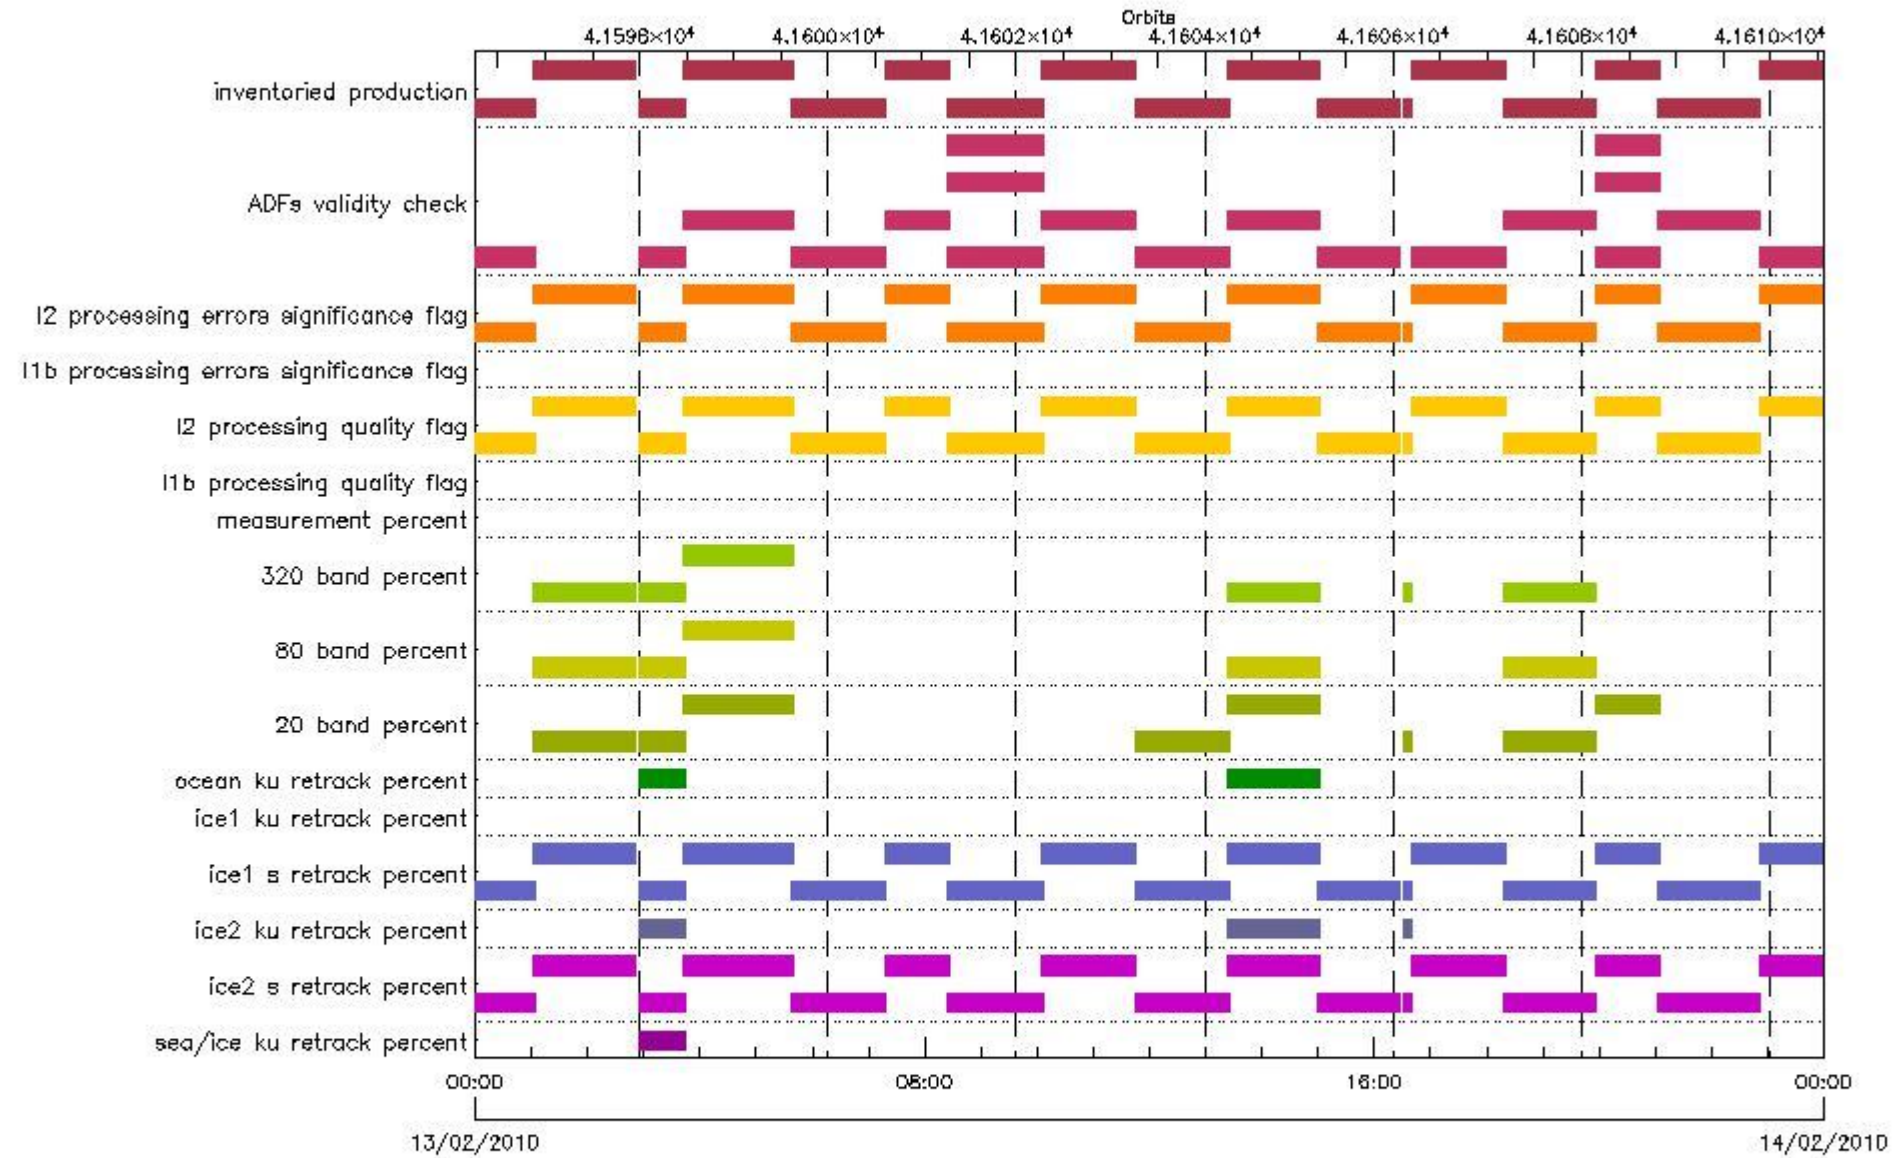 Orbits
4.1598×10⁴ 4.1600×10⁴ 4.1602×10⁴ 4.1604×10⁴ 4.1606×10⁴ 4.1608×10⁴ 4.1610×10⁴
inventoried production
ADFs validity check
l2 processing errors significance flag
l1b processing errors significance flag
l2 processing quality flag
l1b processing quality flag
measurement percent
320 band percent
80 band percent
20 band percent
ocean ku retrack percent
ice1 ku retrack percent
ice1 s retrack percent
ice2 ku retrack percent
ice2 s retrack percent
sea/ice ku retrack percent
00:00 08:00 16:00 00:00
13/02/2010 14/02/2010